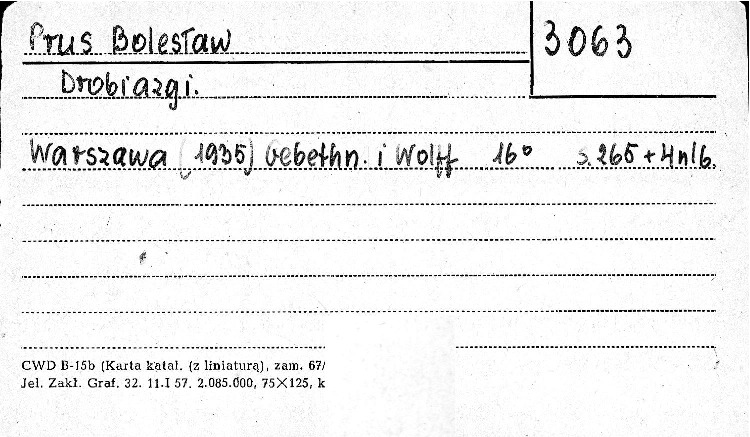 Prus Bolesław
3063
Drobiazgi.
Warszawa (1935) Gebethn. i Wolff 16° s. 265 + 4 nlb.
CWD B-15b (Karta katal. (z liniaturą), zam. 67/
Jel. Zakł. Graf. 32. 11.I 57. 2.085.000, 75×125, k